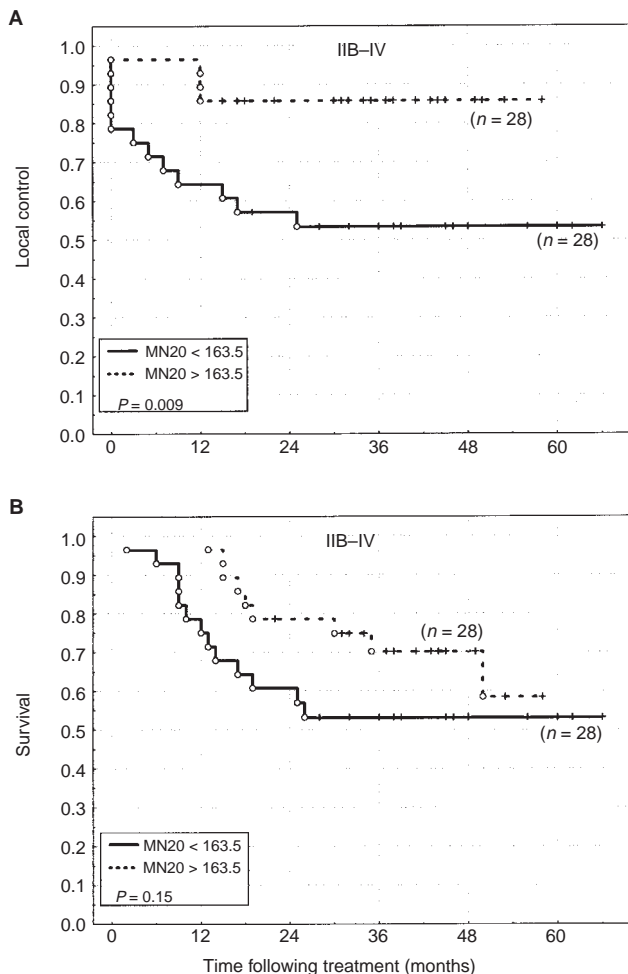 A
IIB–IV
1.0
0.9
0.8
0.7
0.6
0.5
0.4
0.3
0.2
0.1
0.0
Local control
(n = 28)
(n = 28)
MN20 < 163.5
MN20 > 163.5
P = 0.009
0 12 24 36 48 60
B
IIB–IV
1.0
0.9
0.8
0.7
0.6
0.5
0.4
0.3
0.2
0.1
0.0
Survival
(n = 28)
(n = 28)
MN20 < 163.5
MN20 > 163.5
P = 0.15
0 12 24 36 48 60
Time following treatment (months)